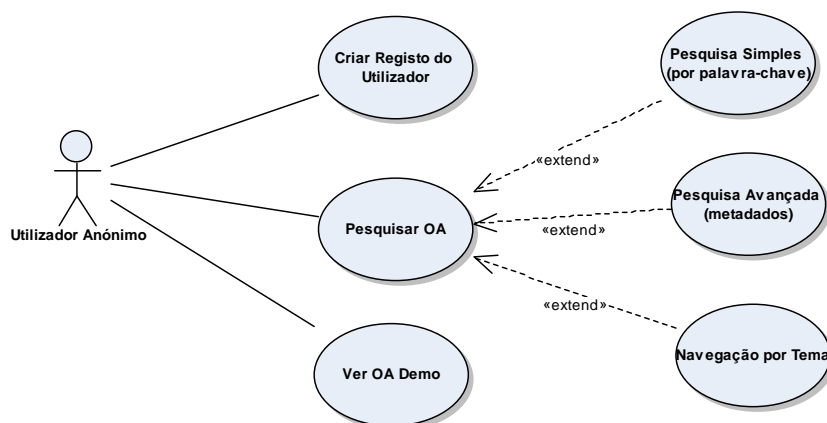 Criar Registo do
Utilizador
Pesquisa Simples
(por palavra-chave)
«extend»
Utilizador Anónimo
Pesquisar OA
«extend»
Pesquisa Avançada
(metadados)
«extend»
Ver OA Demo
Navegação por Tema